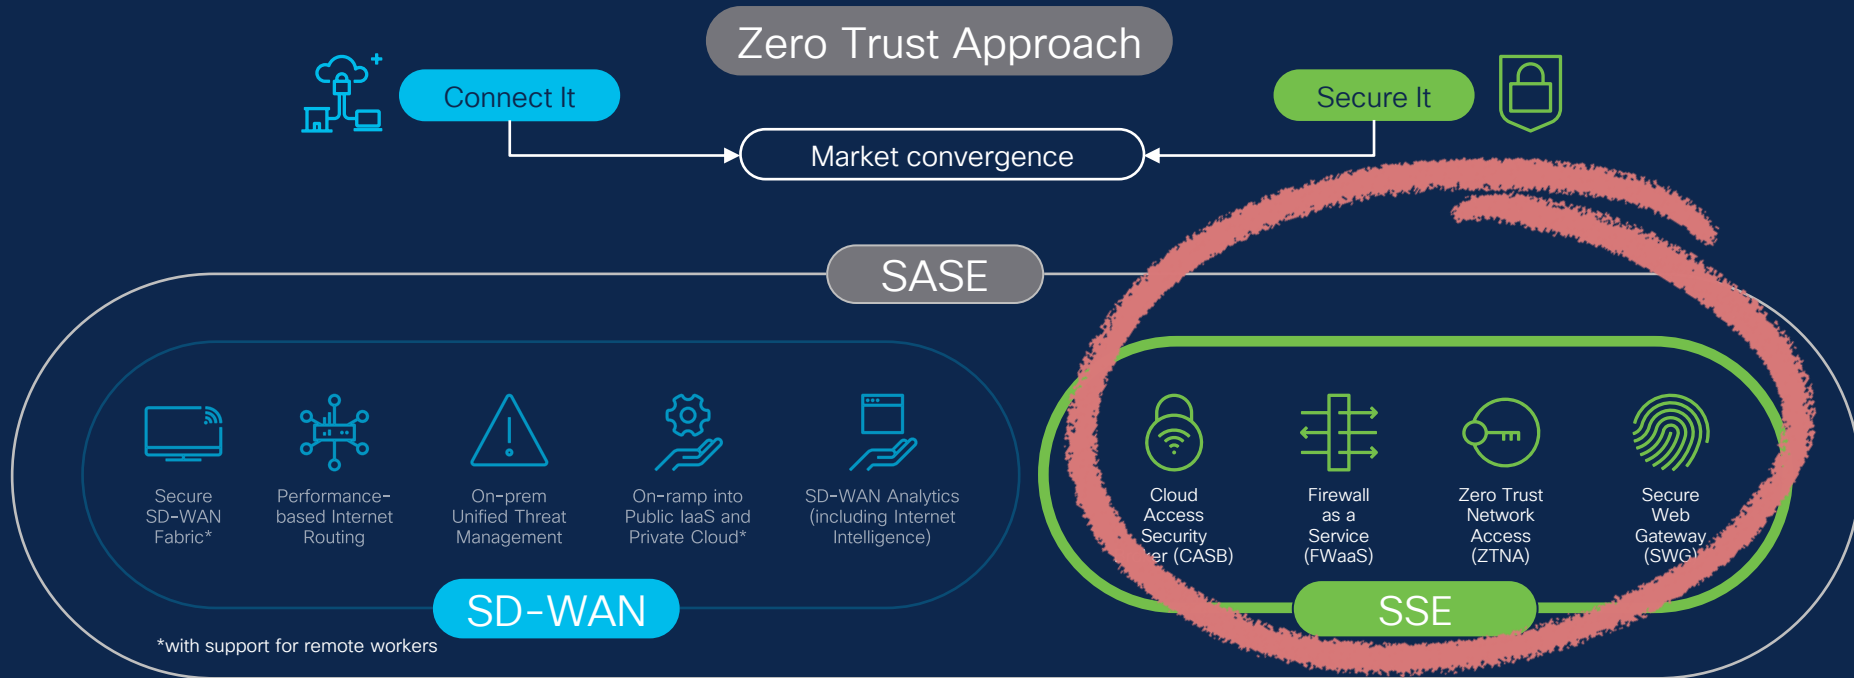 Zero Trust Approach
Connect It
Secure It
Market convergence
SASE
Secure
SD-WAN
Fabric*
Performance-
based Internet
Routing
On-prem
Unified Threat
Management
On-ramp into
Public IaaS and
Private Cloud*
SD-WAN Analytics
(including Internet
Intelligence)
Cloud
Access
Security
(CASB)
Firewall
as a
Service
(FWaaS)
Zero Trust
Network
Access
(ZTNA)
Secure
Web
Gateway
(SWG)
SD-WAN
SSE
*with support for remote workers